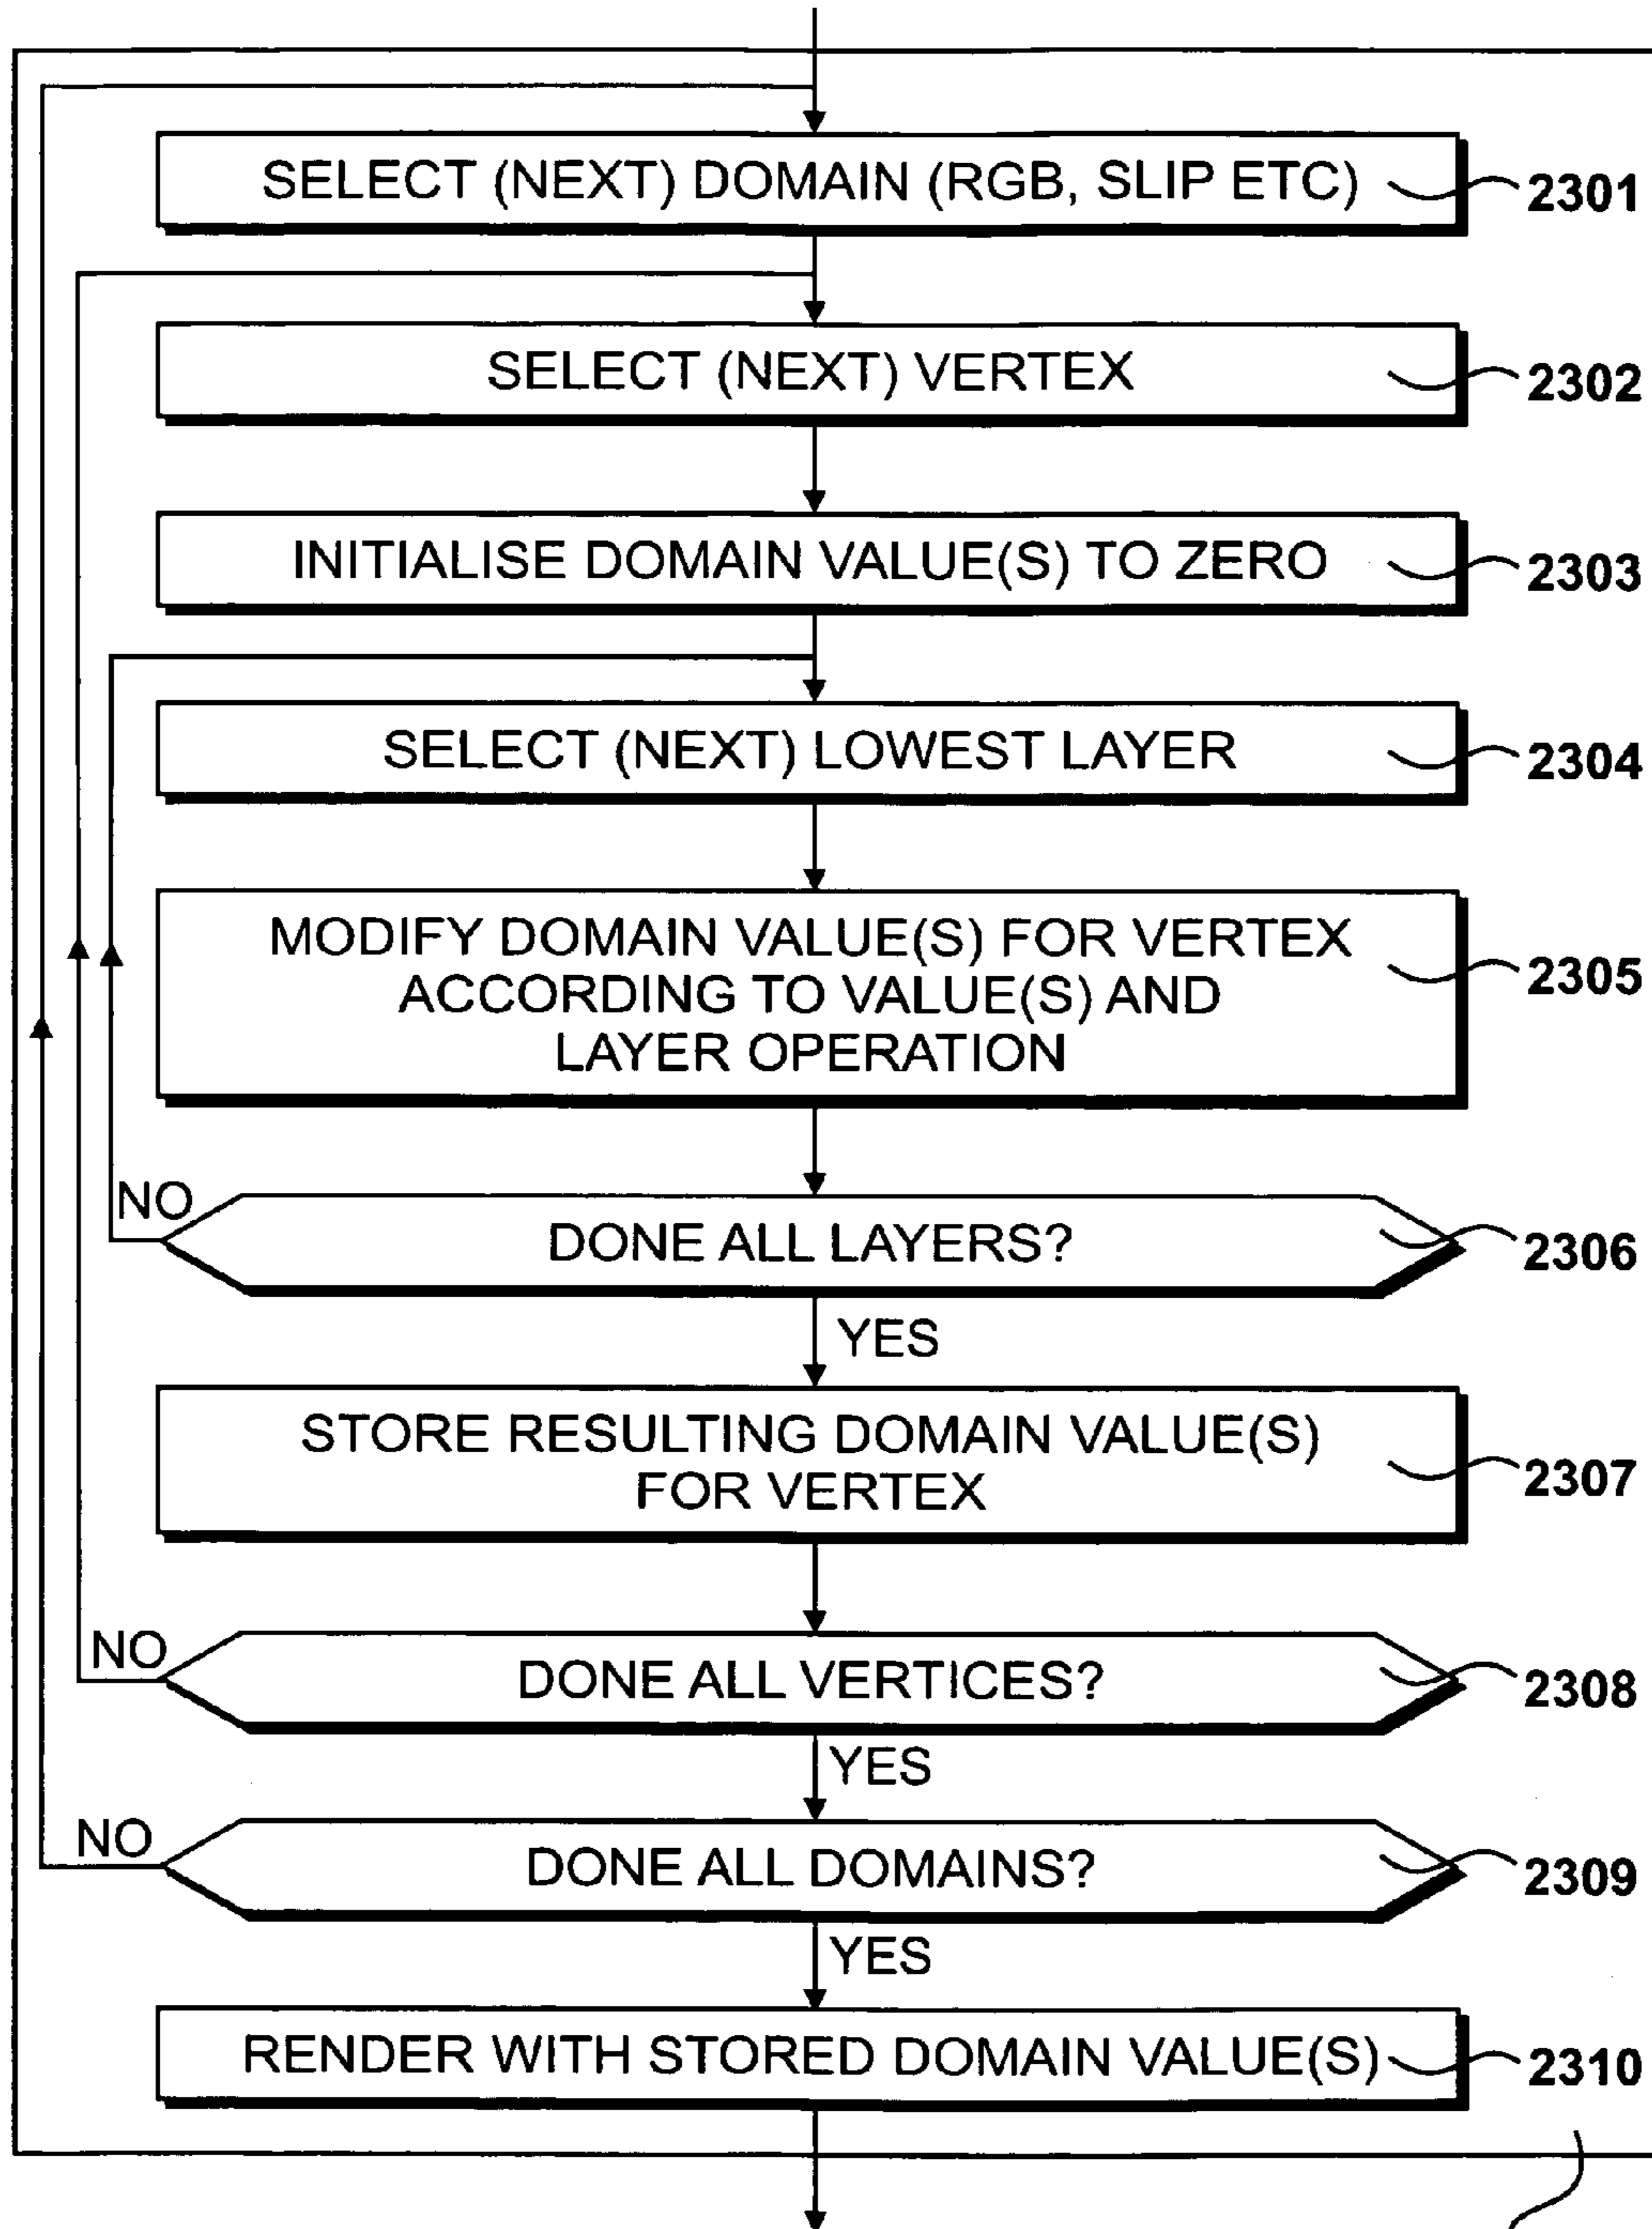 SELECT (NEXT) DOMAIN (RGB, SLIP ETC) 2301
SELECT (NEXT) VERTEX 2302
INITIALISE DOMAIN VALUE(S) TO ZERO 2303
SELECT (NEXT) LOWEST LAYER 2304
MODIFY DOMAIN VALUE(S) FOR VERTEX
ACCORDING TO VALUE(S) AND 2305
LAYER OPERATION
NO
DONE ALL LAYERS? 2306
YES
STORE RESULTING DOMAIN VALUE(S)
FOR VERTEX 2307
NO
DONE ALL VERTICES? 2308
YES
NO
DONE ALL DOMAINS? 2309
YES
RENDER WITH STORED DOMAIN VALUE(S) 2310